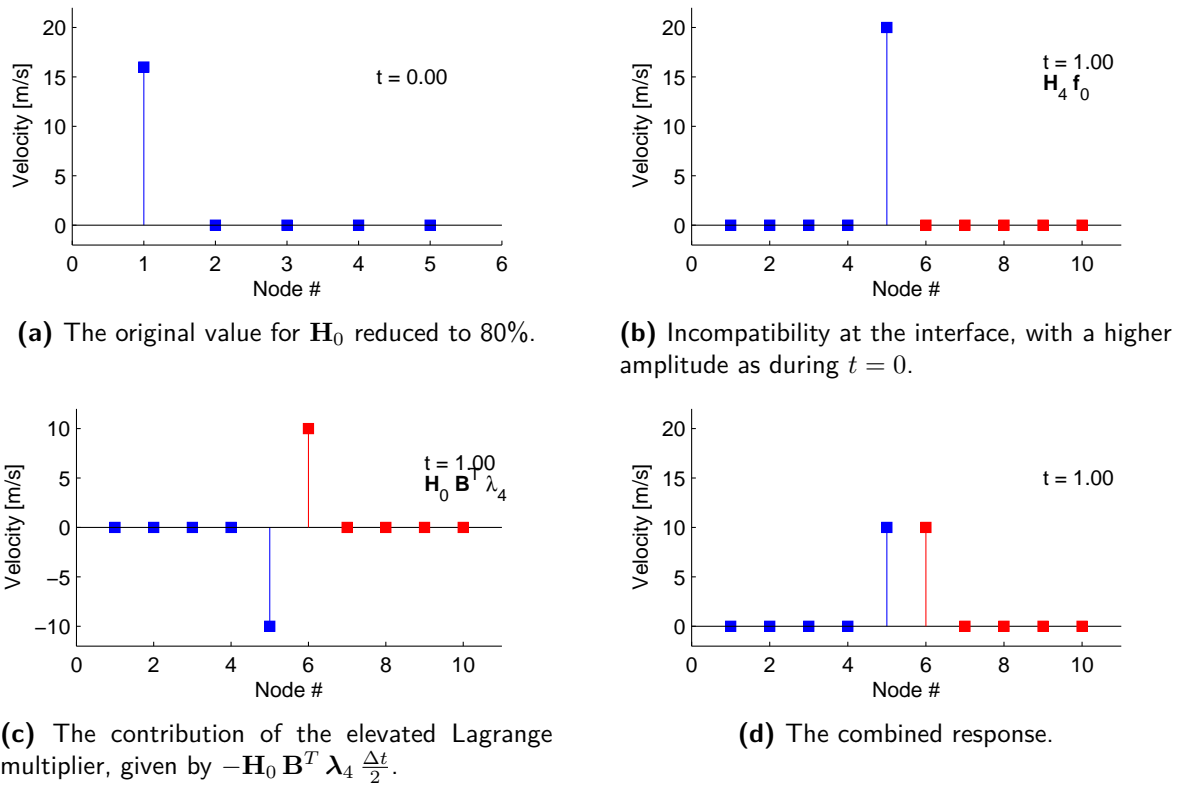 20
15
10
5
0
0 1 2 3 4 5 6
Velocity [m/s]
Node #
t = 0.00
(a) The original value for H₀ reduced to 80%.
20
15
10
5
0
0 2 4 6 8 10
Velocity [m/s]
Node #
t = 1.00
H₄ f₀
(b) Incompatibility at the interface, with a higher
amplitude as during t = 0.
10
5
0
−5
−10
0 2 4 6 8 10
Velocity [m/s]
Node #
t = 1.00
H₀ Bᵀ λ₄
(c) The contribution of the elevated Lagrange
multiplier, given by −H₀ Bᵀ λ₄ Δt/2.
20
15
10
5
0
0 2 4 6 8 10
Velocity [m/s]
Node #
t = 1.00
(d) The combined response.